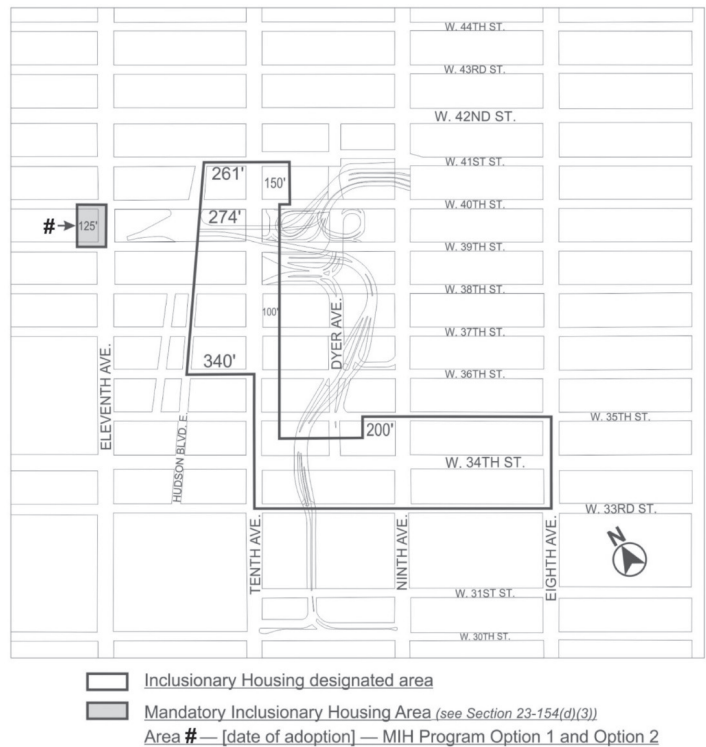 W. 44TH ST.
W. 43RD ST.
W. 42ND ST.
W. 41ST ST.
261'
150'
W. 40TH ST.
#
125'
274'
W. 39TH ST.
W. 38TH ST.
100'
DYER AVE.
W. 37TH ST.
340'
W. 36TH ST.
ELEVENTH AVE.
HUDSON BLVD. E.
W. 35TH ST.
200'
W. 34TH ST.
W. 33RD ST.
TENTH AVE.
NINTH AVE.
EIGHTH AVE.
N
W. 31ST ST.
W. 30TH ST.
Inclusionary Housing designated area
Mandatory Inclusionary Housing Area (see Section 23-154(d)(3))
Area # — [date of adoption] — MIH Program Option 1 and Option 2